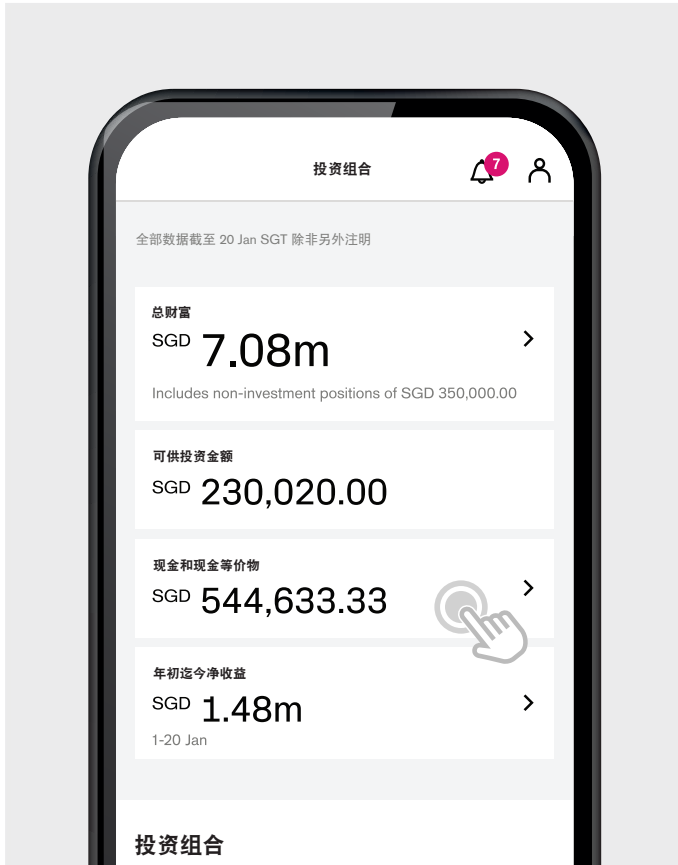 投资组合
7
全部数据截至 20 Jan SGT 除非另外注明
总财富
SGD 7.08m
Includes non-investment positions of SGD 350,000.00
可供投资金额
SGD 230,020.00
现金和现金等价物
SGD 544,633.33
年初迄今净收益
SGD 1.48m
1-20 Jan
投资组合